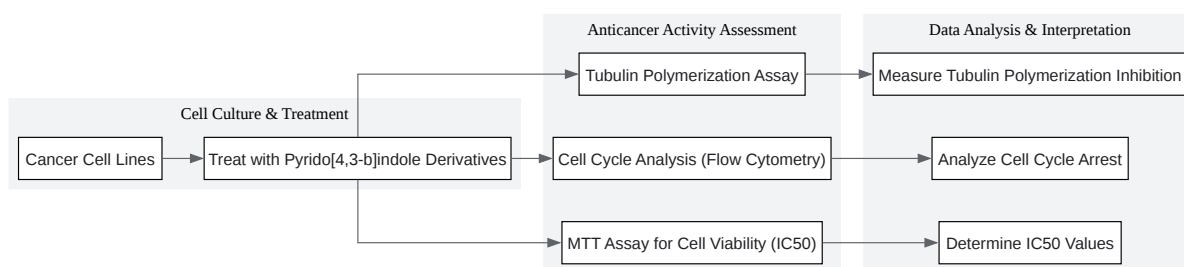 Cell Culture & Treatment
Cancer Cell Lines
Treat with Pyrido[4,3-b]indole Derivatives
Anticancer Activity Assessment
Tubulin Polymerization Assay
Cell Cycle Analysis (Flow Cytometry)
MTT Assay for Cell Viability (IC50)
Data Analysis & Interpretation
Measure Tubulin Polymerization Inhibition
Analyze Cell Cycle Arrest
Determine IC50 Values